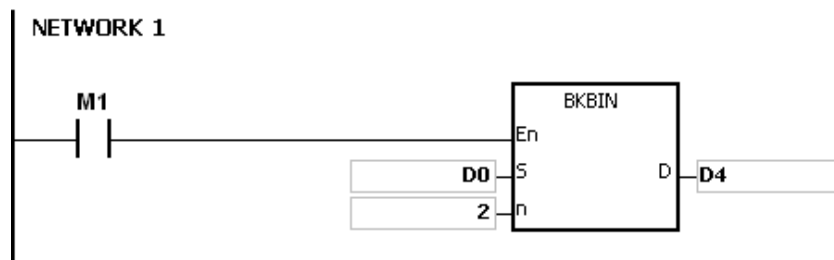 NETWORK 1
M1
BKBIN
En
D0 S D D4
2 n